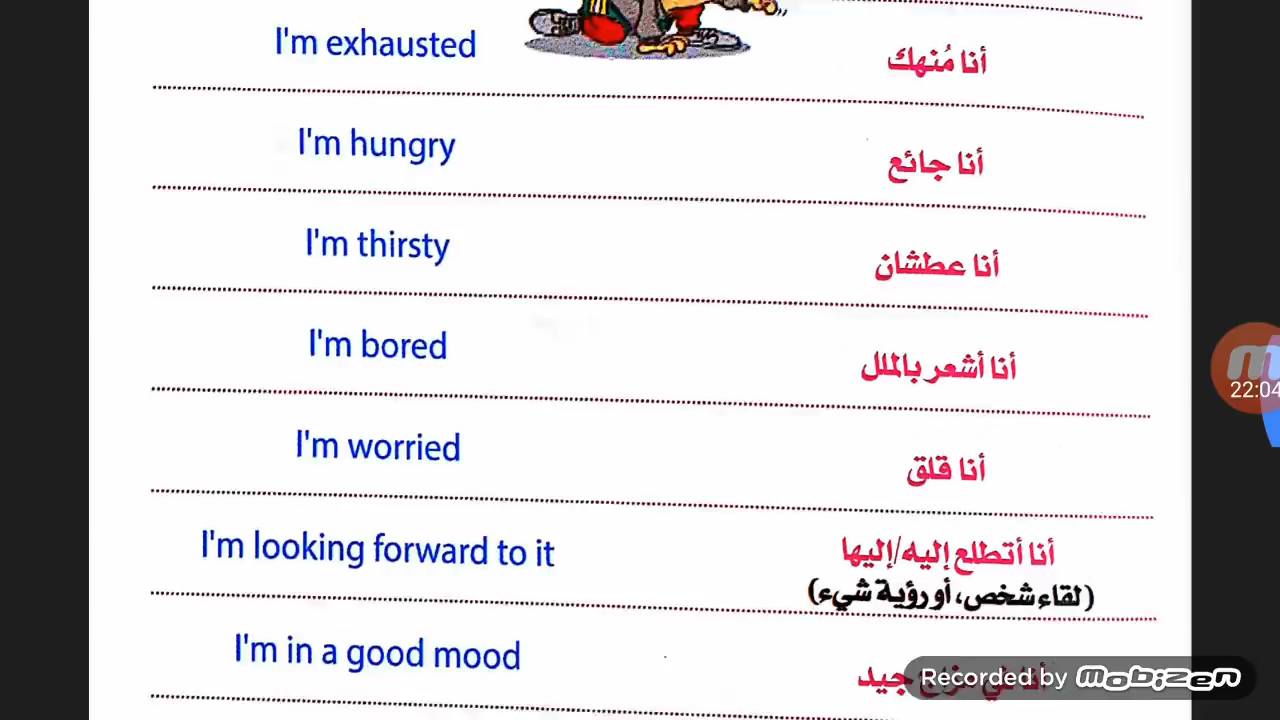 I'm exhausted
أنا مُنهك
I'm hungry
أنا جائع
I'm thirsty
أنا عطشان
I'm bored
أنا أشعر بالملل
I'm worried
أنا قلق
I'm looking forward to it
أنا أتطلع إليه/إليها
(لقاء شخص، أو رؤية شيء)
I'm in a good mood
جيد
Recorded by mobizen
22:04